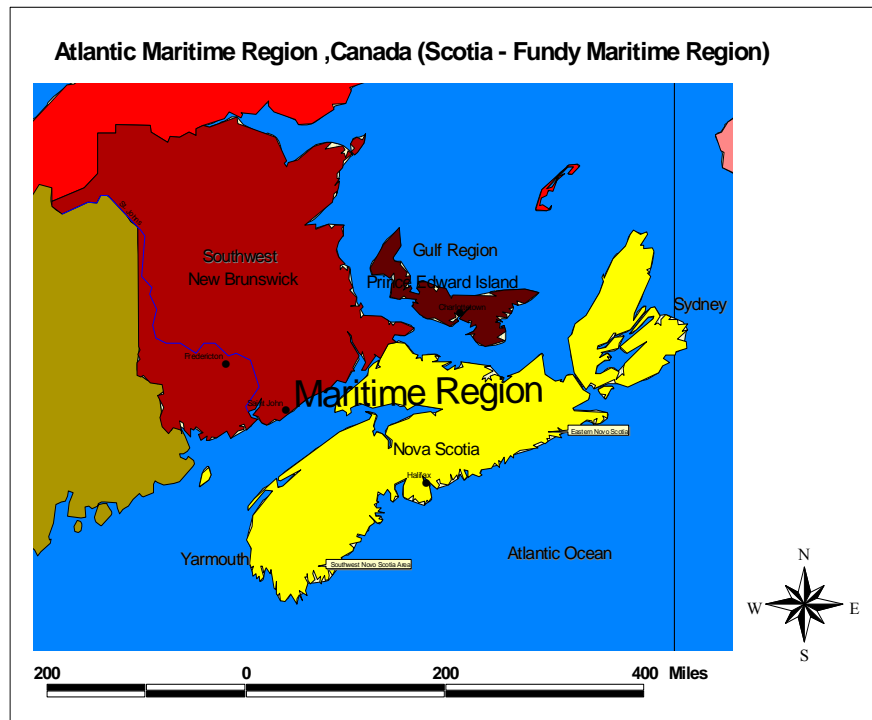 Atlantic Maritime Region ,Canada (Scotia - Fundy Maritime Region)
Gulf Region
Southwest
New Brunswick
Prince Edward Island
Charlottetown
Sydney
Fredericton
Saint John
Maritime Region
Eastern Novo Scotia
Nova Scotia
Halifax
Yarmouth
Southwest Novo Scotia Area
Atlantic Ocean
N
W
E
S
200 0 200 400 Miles